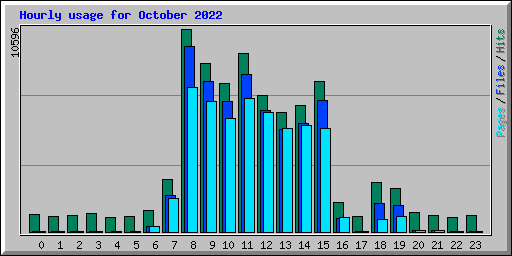 Hourly usage for October 2022
10596
Pages/Files/Hits
0 1 2 3 4 5 6 7 8 9 10 11 12 13 14 15 16 17 18 19 20 21 22 23